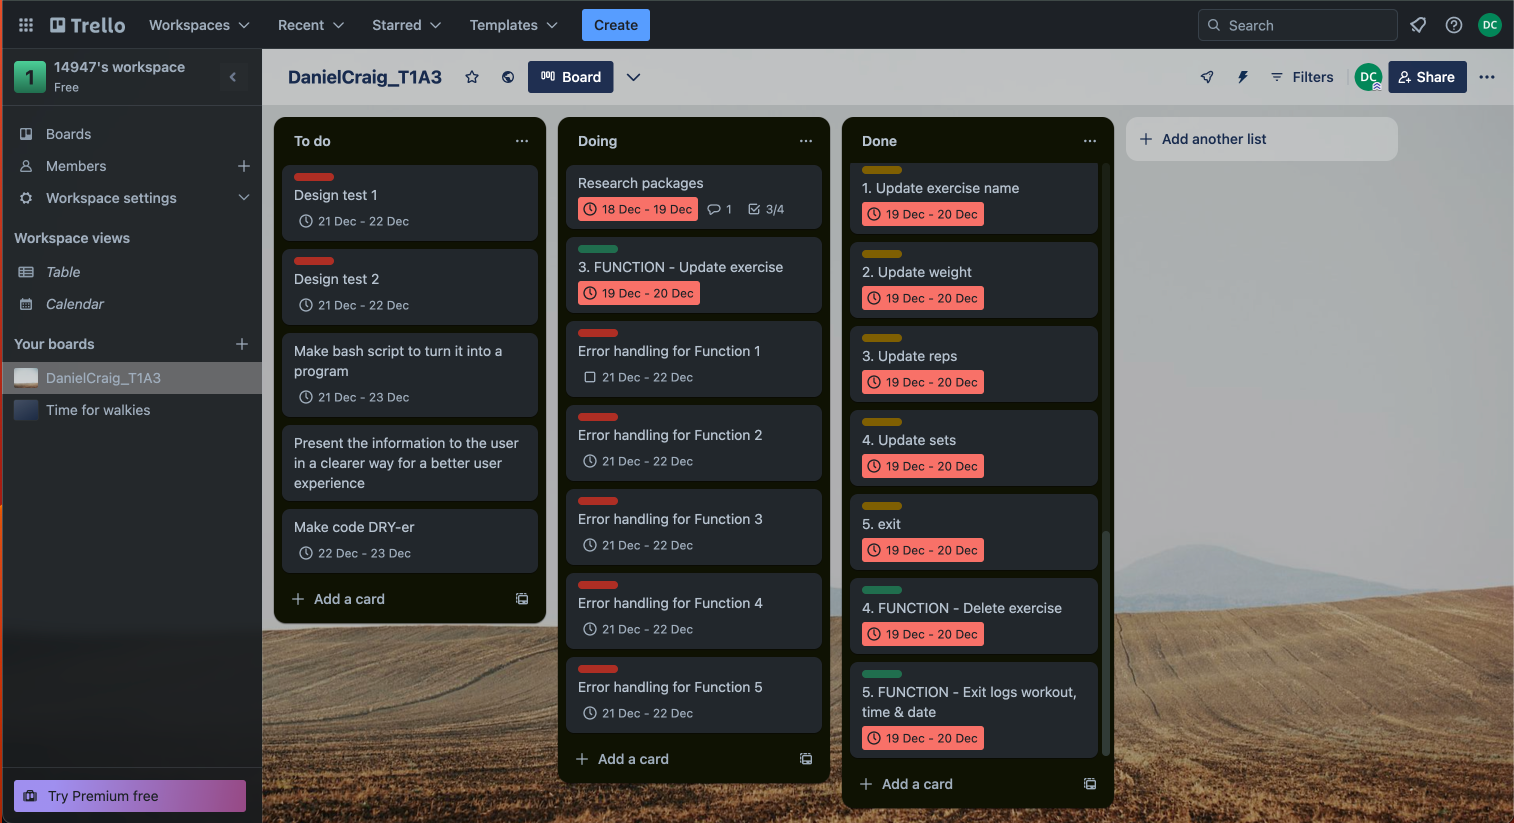 Trello
Workspaces
Recent
Starred
Templates
Create
Search
DC
1
14947's workspace
Free
Boards
Members
Workspace settings
Workspace views
Table
Calendar
Your boards
DanielCraig_T1A3
Time for walkies
Try Premium free
DanielCraig_T1A3
Board
Filters
DC
Share
To do
Design test 1
21 Dec - 22 Dec
Design test 2
21 Dec - 22 Dec
Make bash script to turn it into a
program
21 Dec - 23 Dec
Present the information to the user
in a clearer way for a better user
experience
Make code DRY-er
22 Dec - 23 Dec
Add a card
Doing
Research packages
18 Dec - 19 Dec 1 3/4
3. FUNCTION - Update exercise
19 Dec - 20 Dec
Error handling for Function 1
21 Dec - 22 Dec
Error handling for Function 2
21 Dec - 22 Dec
Error handling for Function 3
21 Dec - 22 Dec
Error handling for Function 4
21 Dec - 22 Dec
Error handling for Function 5
21 Dec - 22 Dec
Add a card
Done
1. Update exercise name
19 Dec - 20 Dec
2. Update weight
19 Dec - 20 Dec
3. Update reps
19 Dec - 20 Dec
4. Update sets
19 Dec - 20 Dec
5. exit
19 Dec - 20 Dec
4. FUNCTION - Delete exercise
19 Dec - 20 Dec
5. FUNCTION - Exit logs workout,
time & date
19 Dec - 20 Dec
Add a card
Add another list